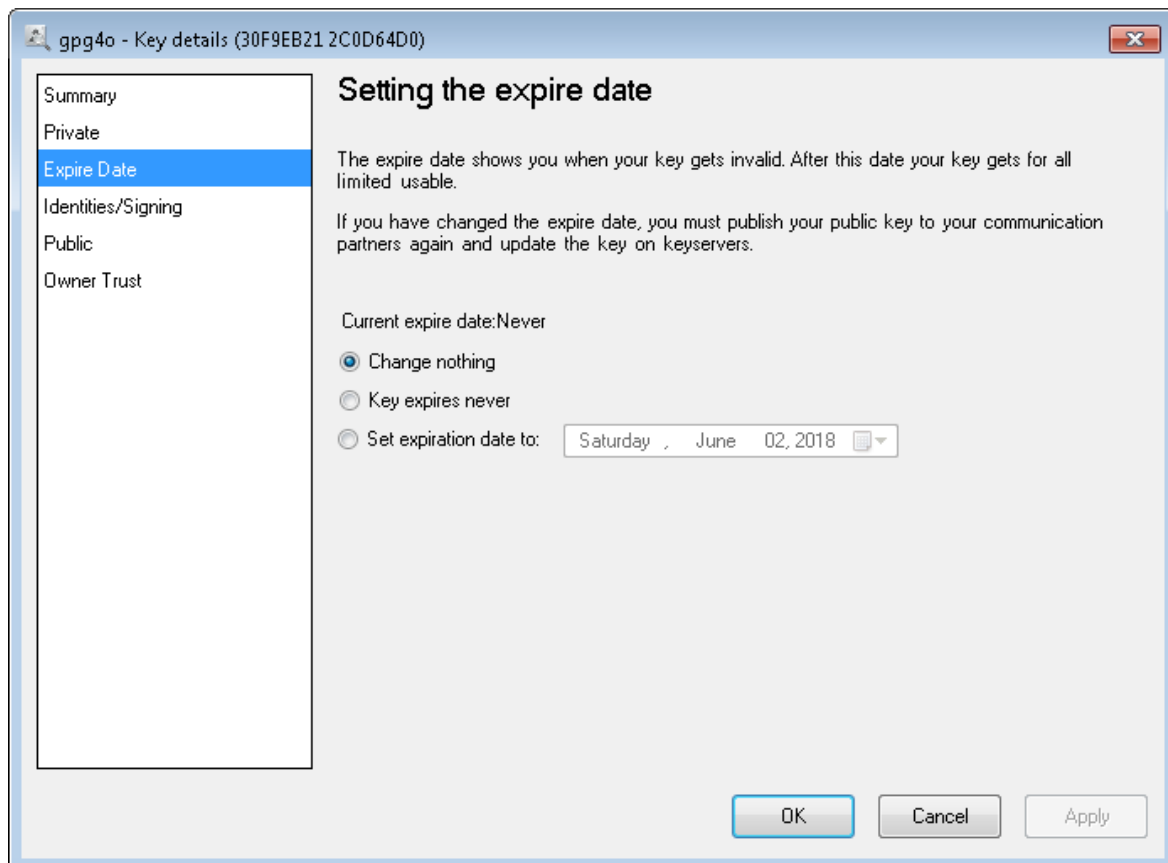 gpg4o - Key details (30F9EB21 2C0D64D0)
Summary
Private
Expire Date
Identities/Signing
Public
Owner Trust
Setting the expire date
The expire date shows you when your key gets invalid. After this date your key gets for all
limited usable.
If you have changed the expire date, you must publish your public key to your communication
partners again and update the key on keyservers.
Current expire date:Never
Change nothing
Key expires never
Set expiration date to: Saturday , June 02, 2018
OK Cancel Apply